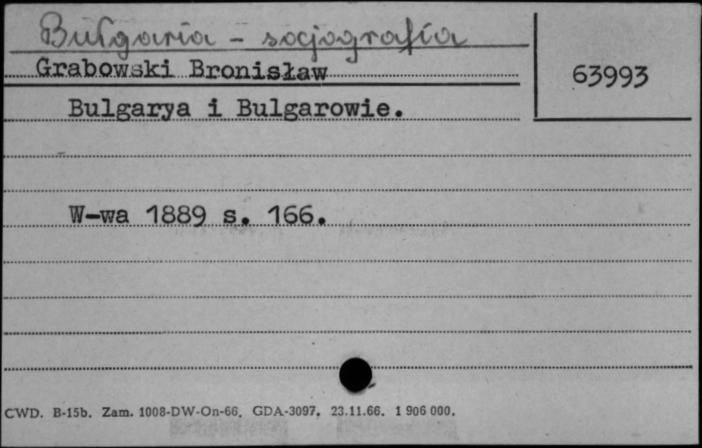 Bułgaria - socjografia
Grabowski Bronisław
63993
Bulgarya i Bulgarowie.
W-wa 1889 s. 166.
CWD. B-15b. Zam. 1008-DW-On-66. GDA-3097. 23.11.66. 1 906 000.